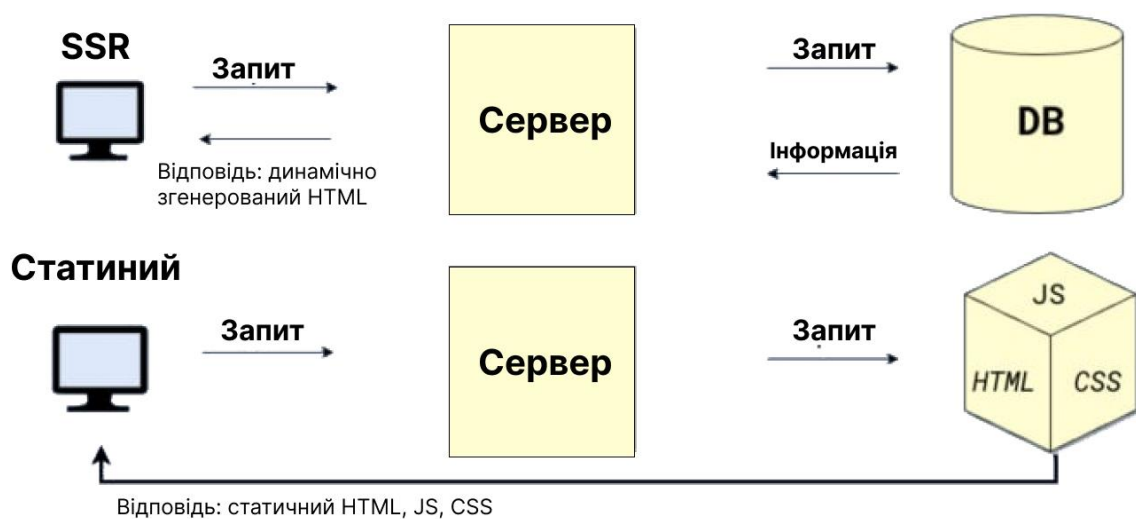 SSR
Запит
Сервер
Запит
DB
Інформація
Відповідь: динамічно
згенерований HTML
Статиний
Запит
Сервер
Запит
JS
HTML
CSS
Відповідь: статичний HTML, JS, CSS